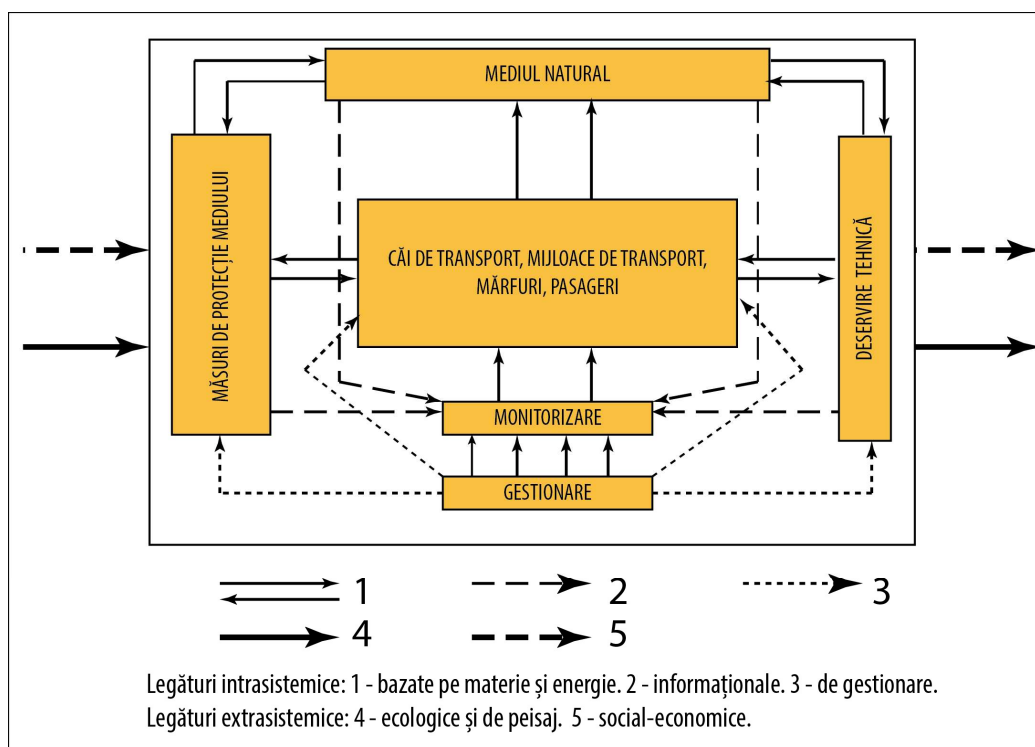 MEDIUL NATURAL
MĂSURI DE PROTECȚIE MEDIULUI
CĂI DE TRANSPORT, MIJLOACE DE TRANSPORT,
MĂRFURI, PASAGERI
DESERVIRE TEHNICĂ
MONITORIZARE
GESTIONARE
1
2
3
4
5
Legături intrasistemice: 1 - bazate pe materie și energie. 2 - informaționale. 3 - de gestionare.
Legături extrasistemice: 4 - ecologice și de peisaj. 5 - social-economice.